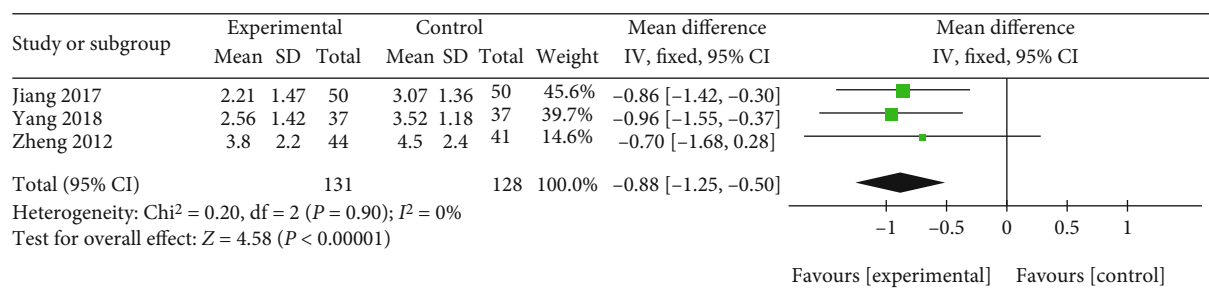 Experimental Control Mean difference Mean difference
Study or subgroup Mean SD Total Mean SD Total Weight IV, fixed, 95% CI IV, fixed, 95% CI
Jiang 2017 2.21 1.47 50 3.07 1.36 50 45.6% –0.86 [–1.42, –0.30]
Yang 2018 2.56 1.42 37 3.52 1.18 37 39.7% –0.96 [–1.55, –0.37]
Zheng 2012 3.8 2.2 44 4.5 2.4 41 14.6% –0.70 [–1.68, 0.28]
Total (95% CI) 131 128 100.0% –0.88 [–1.25, –0.50]
Heterogeneity: Chi² = 0.20, df = 2 (P = 0.90); I² = 0%
Test for overall effect: Z = 4.58 (P < 0.00001)
–1 –0.5 0 0.5 1
Favours [experimental] Favours [control]